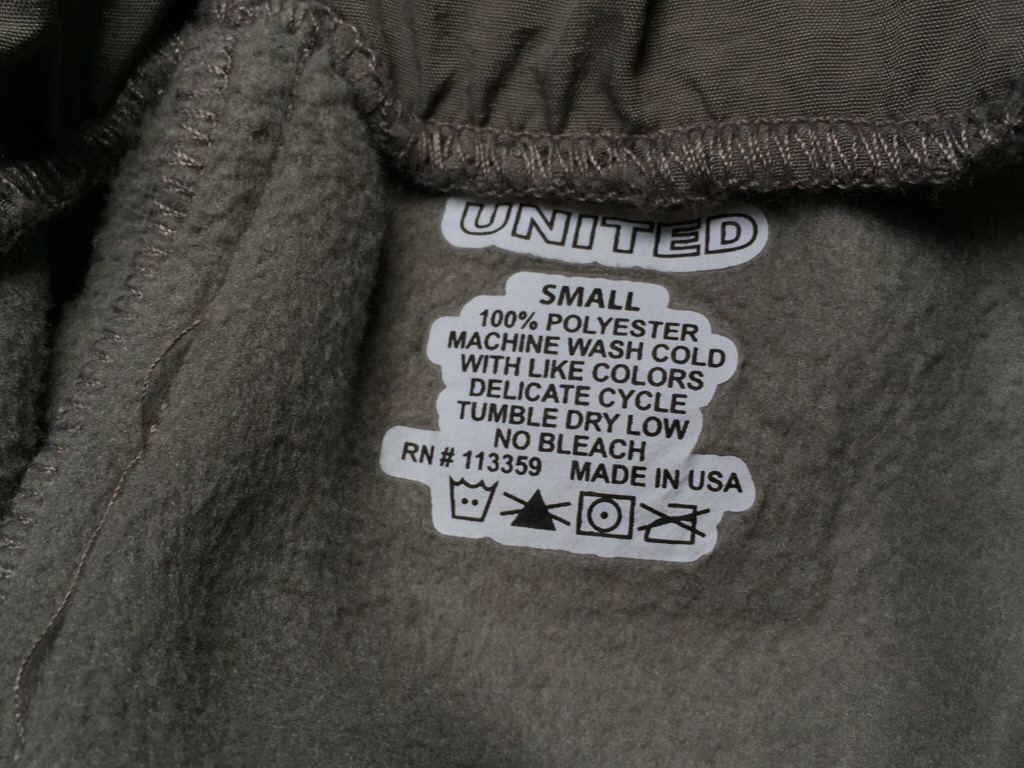 UNITED
SMALL
100% POLYESTER
MACHINE WASH COLD
WITH LIKE COLORS
DELICATE CYCLE
TUMBLE DRY LOW
NO BLEACH
RN # 113359 MADE IN USA